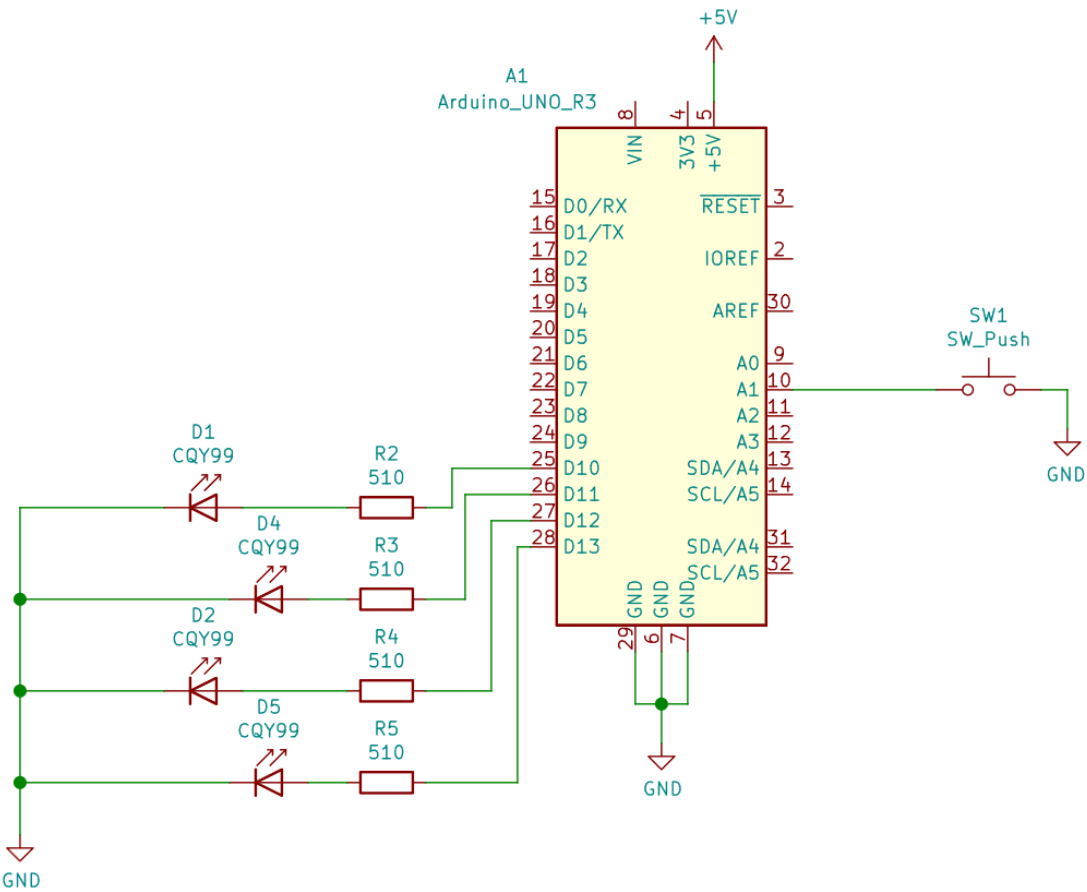 +5V
A1
Arduino_UNO_R3
8
4
5
VIN
3V3
+5V
15 D0/RX
RESET 3
16 D1/TX
17 D2
IOREF 2
18 D3
19 D4
AREF 30
20 D5
21 D6
A0 9
22 D7
A1 10
23 D8
A2 11
24 D9
A3 12
25 D10
SDA/A4 13
26 D11
SCL/A5 14
27 D12
28 D13
SDA/A4 31
SCL/A5 32
GND
GND
GND
29
6
7
GND
SW1
SW_Push
GND
D1
CQY99
R2
510
D4
CQY99
R3
510
D2
CQY99
R4
510
D5
CQY99
R5
510
GND